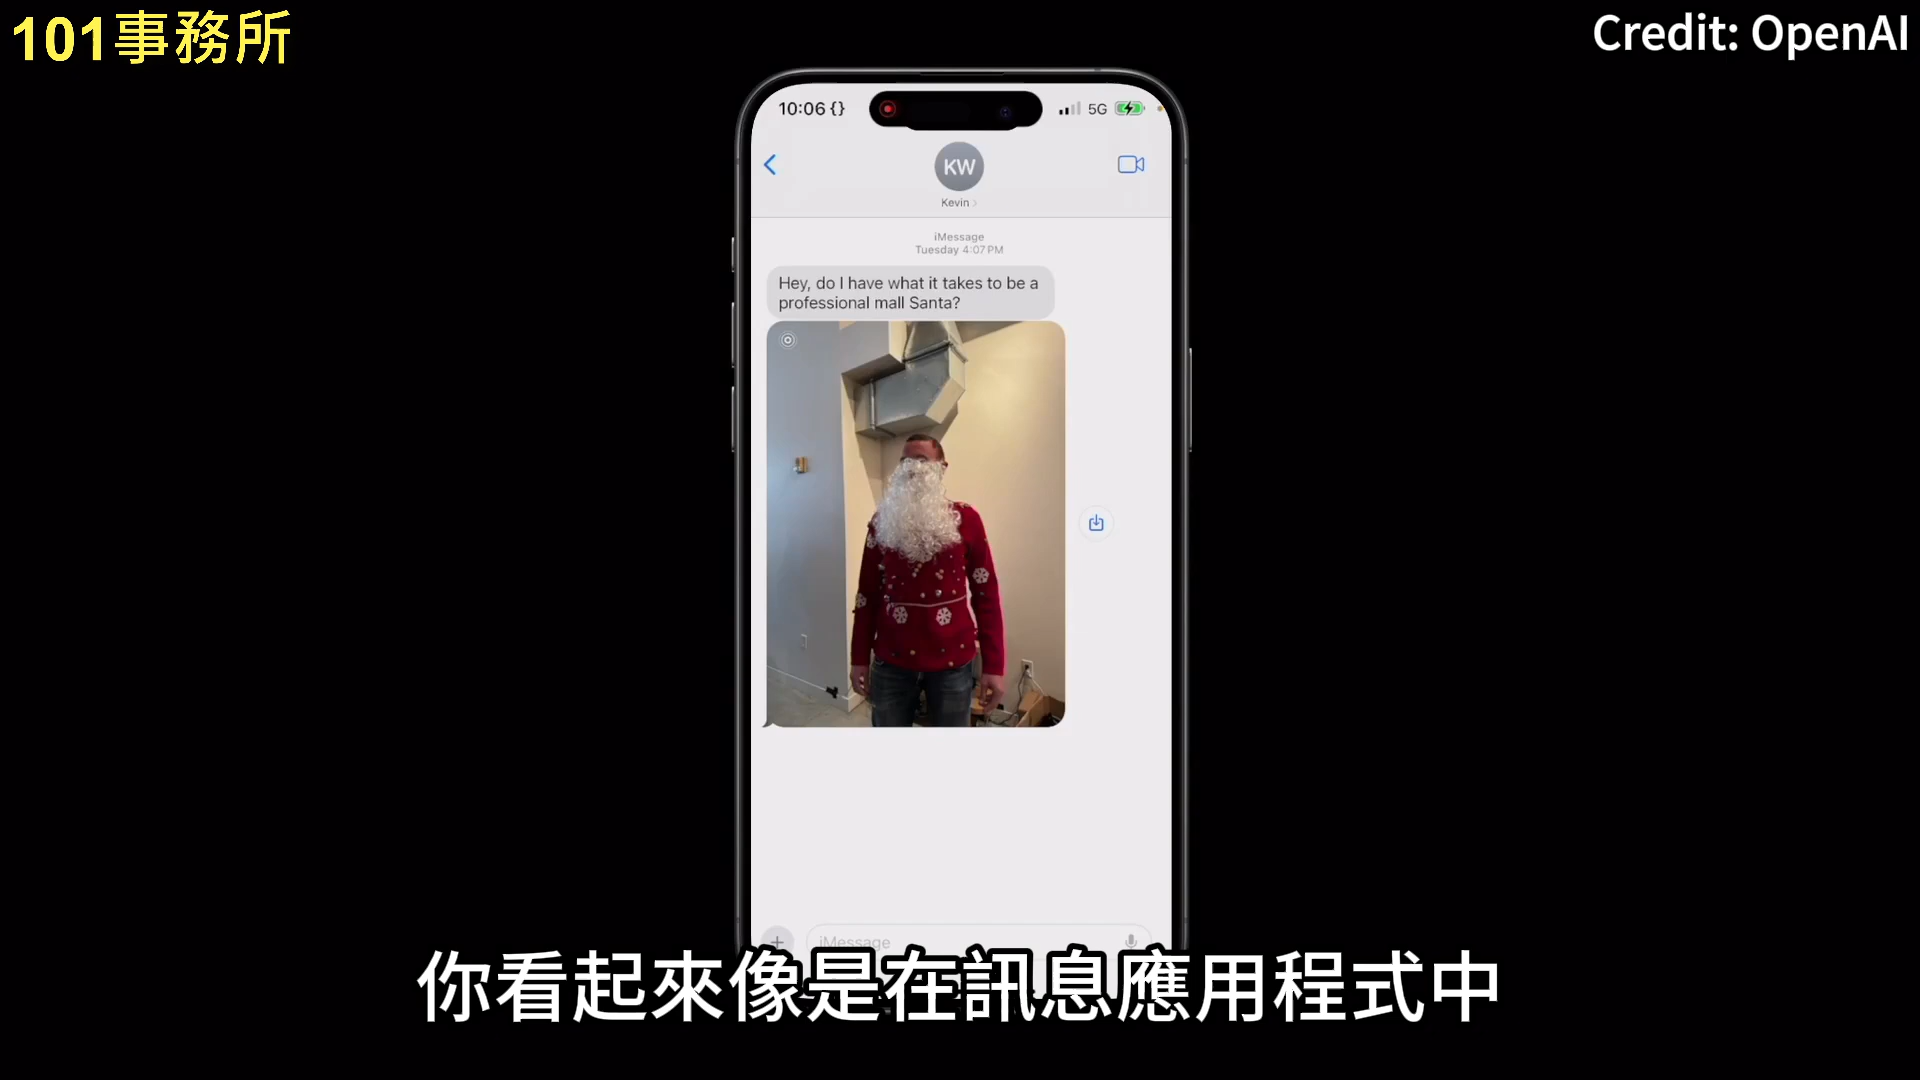 101事務所
Credit: OpenAI
10:06 {}
5G
KW
Kevin
iMessage
Tuesday 4:07 PM
Hey, do I have what it takes to be a
professional mall Santa?
iMessage
你看起來像是在訊息應用程式中